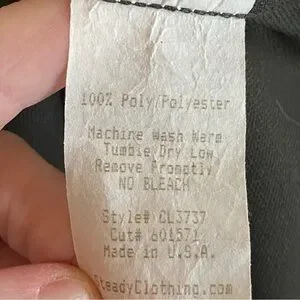 100% Poly/Polyester
Machine Wash Warm
Tumble Dry Low
Remove Promptly
NO BLEACH
Style# CL3737
Cut# 601571
Made in U.S.A.
SteadyClothing.com